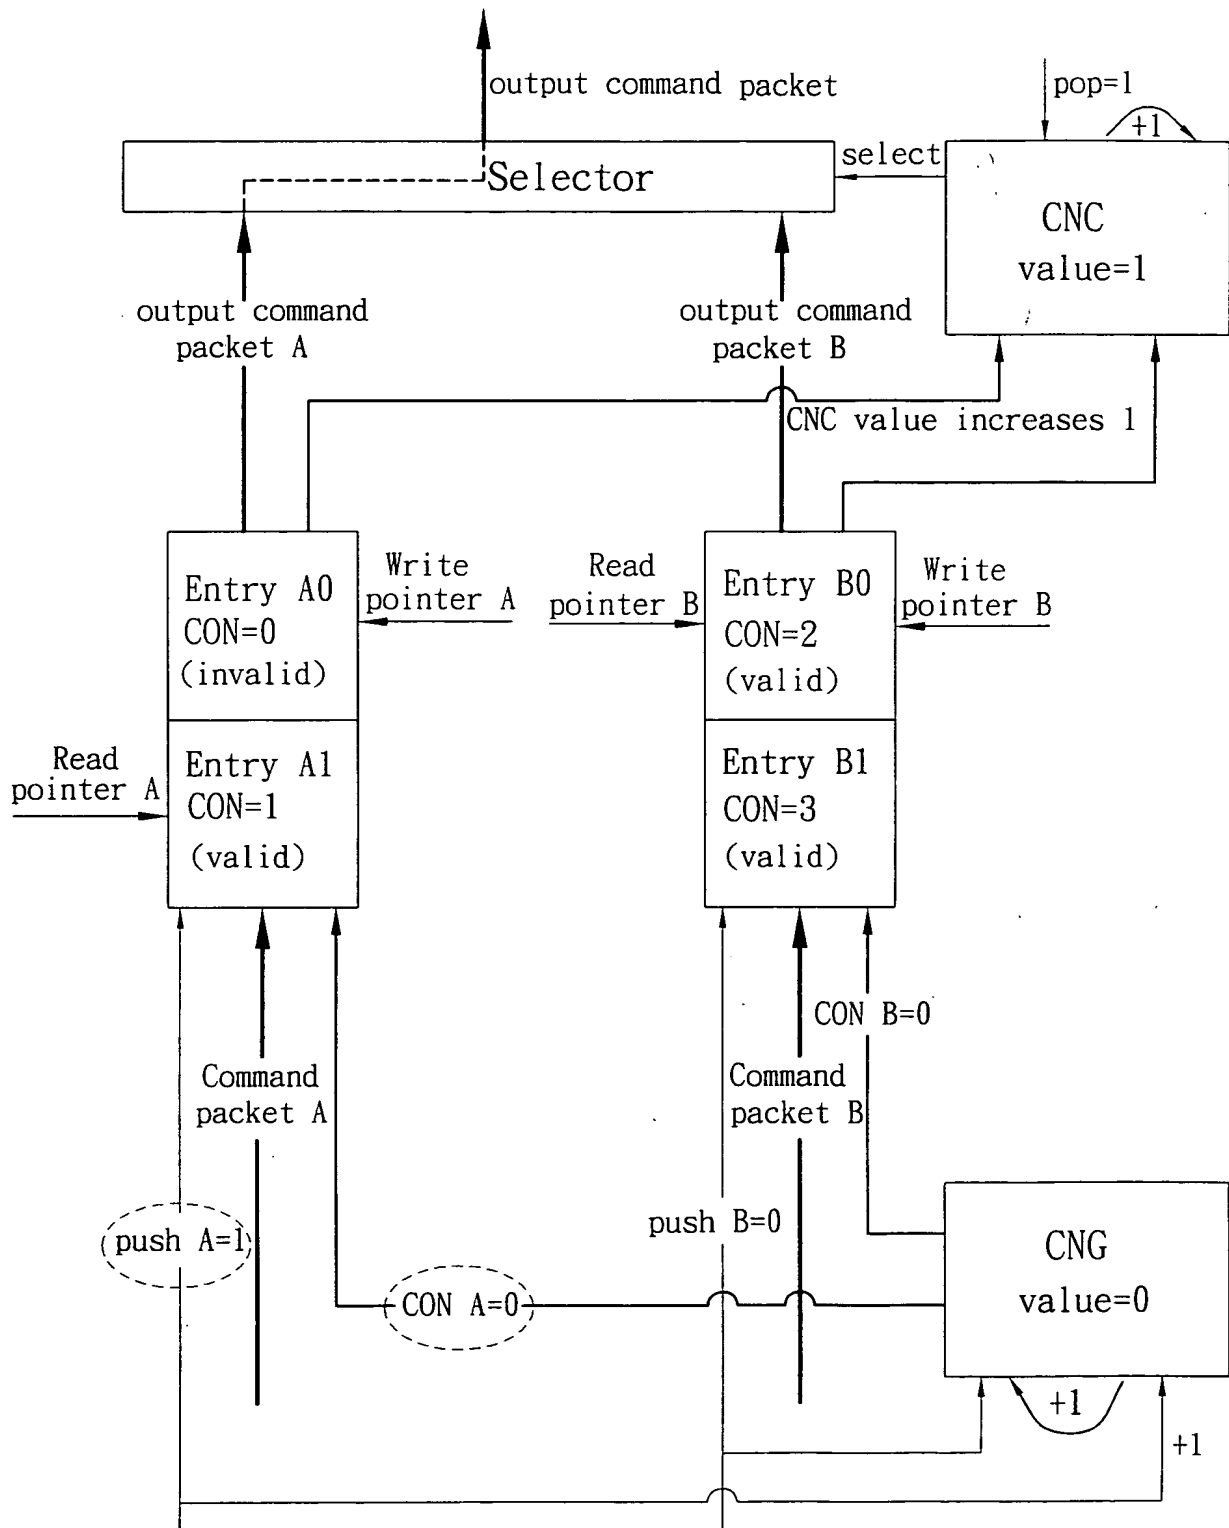 output command packet
pop=1
+1
select
Selector
CNC
value=1
output command
packet A
output command
packet B
CNC value increases 1
Entry A0
CON=0
(invalid)
Write
pointer A
Read
pointer B
Entry B0
CON=2
(valid)
Write
pointer B
Read
pointer A
Entry A1
CON=1
(valid)
Entry B1
CON=3
(valid)
CON B=0
Command
packet A
Command
packet B
push A=1
push B=0
CON A=0
CNG
value=0
+1
+1